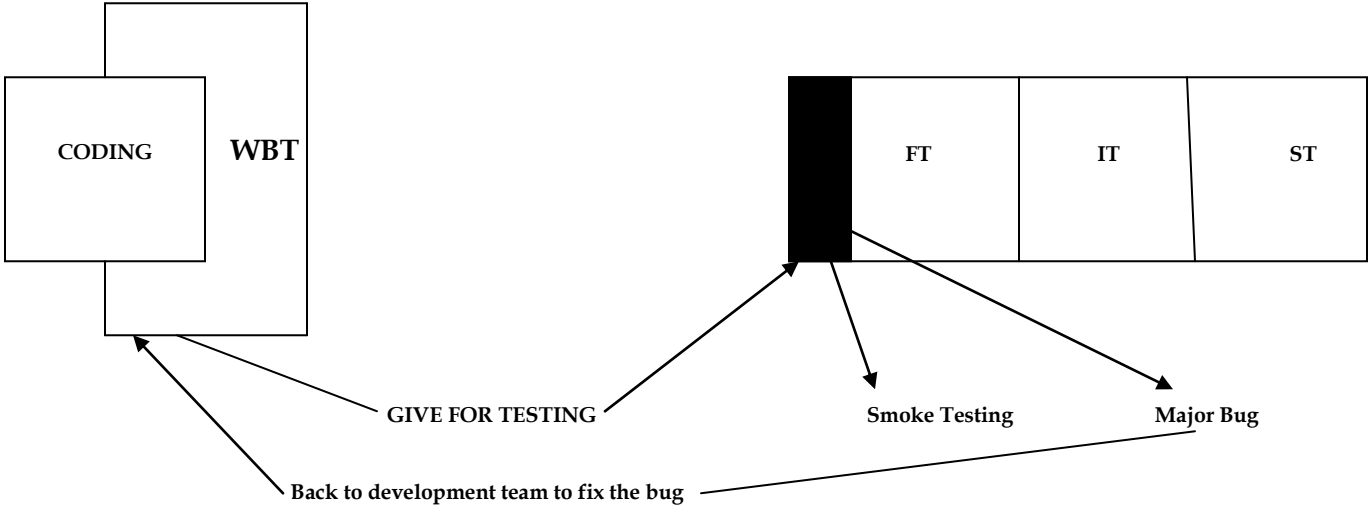 CODING
WBT
FT
IT
ST
GIVE FOR TESTING
Smoke Testing
Major Bug
Back to development team to fix the bug